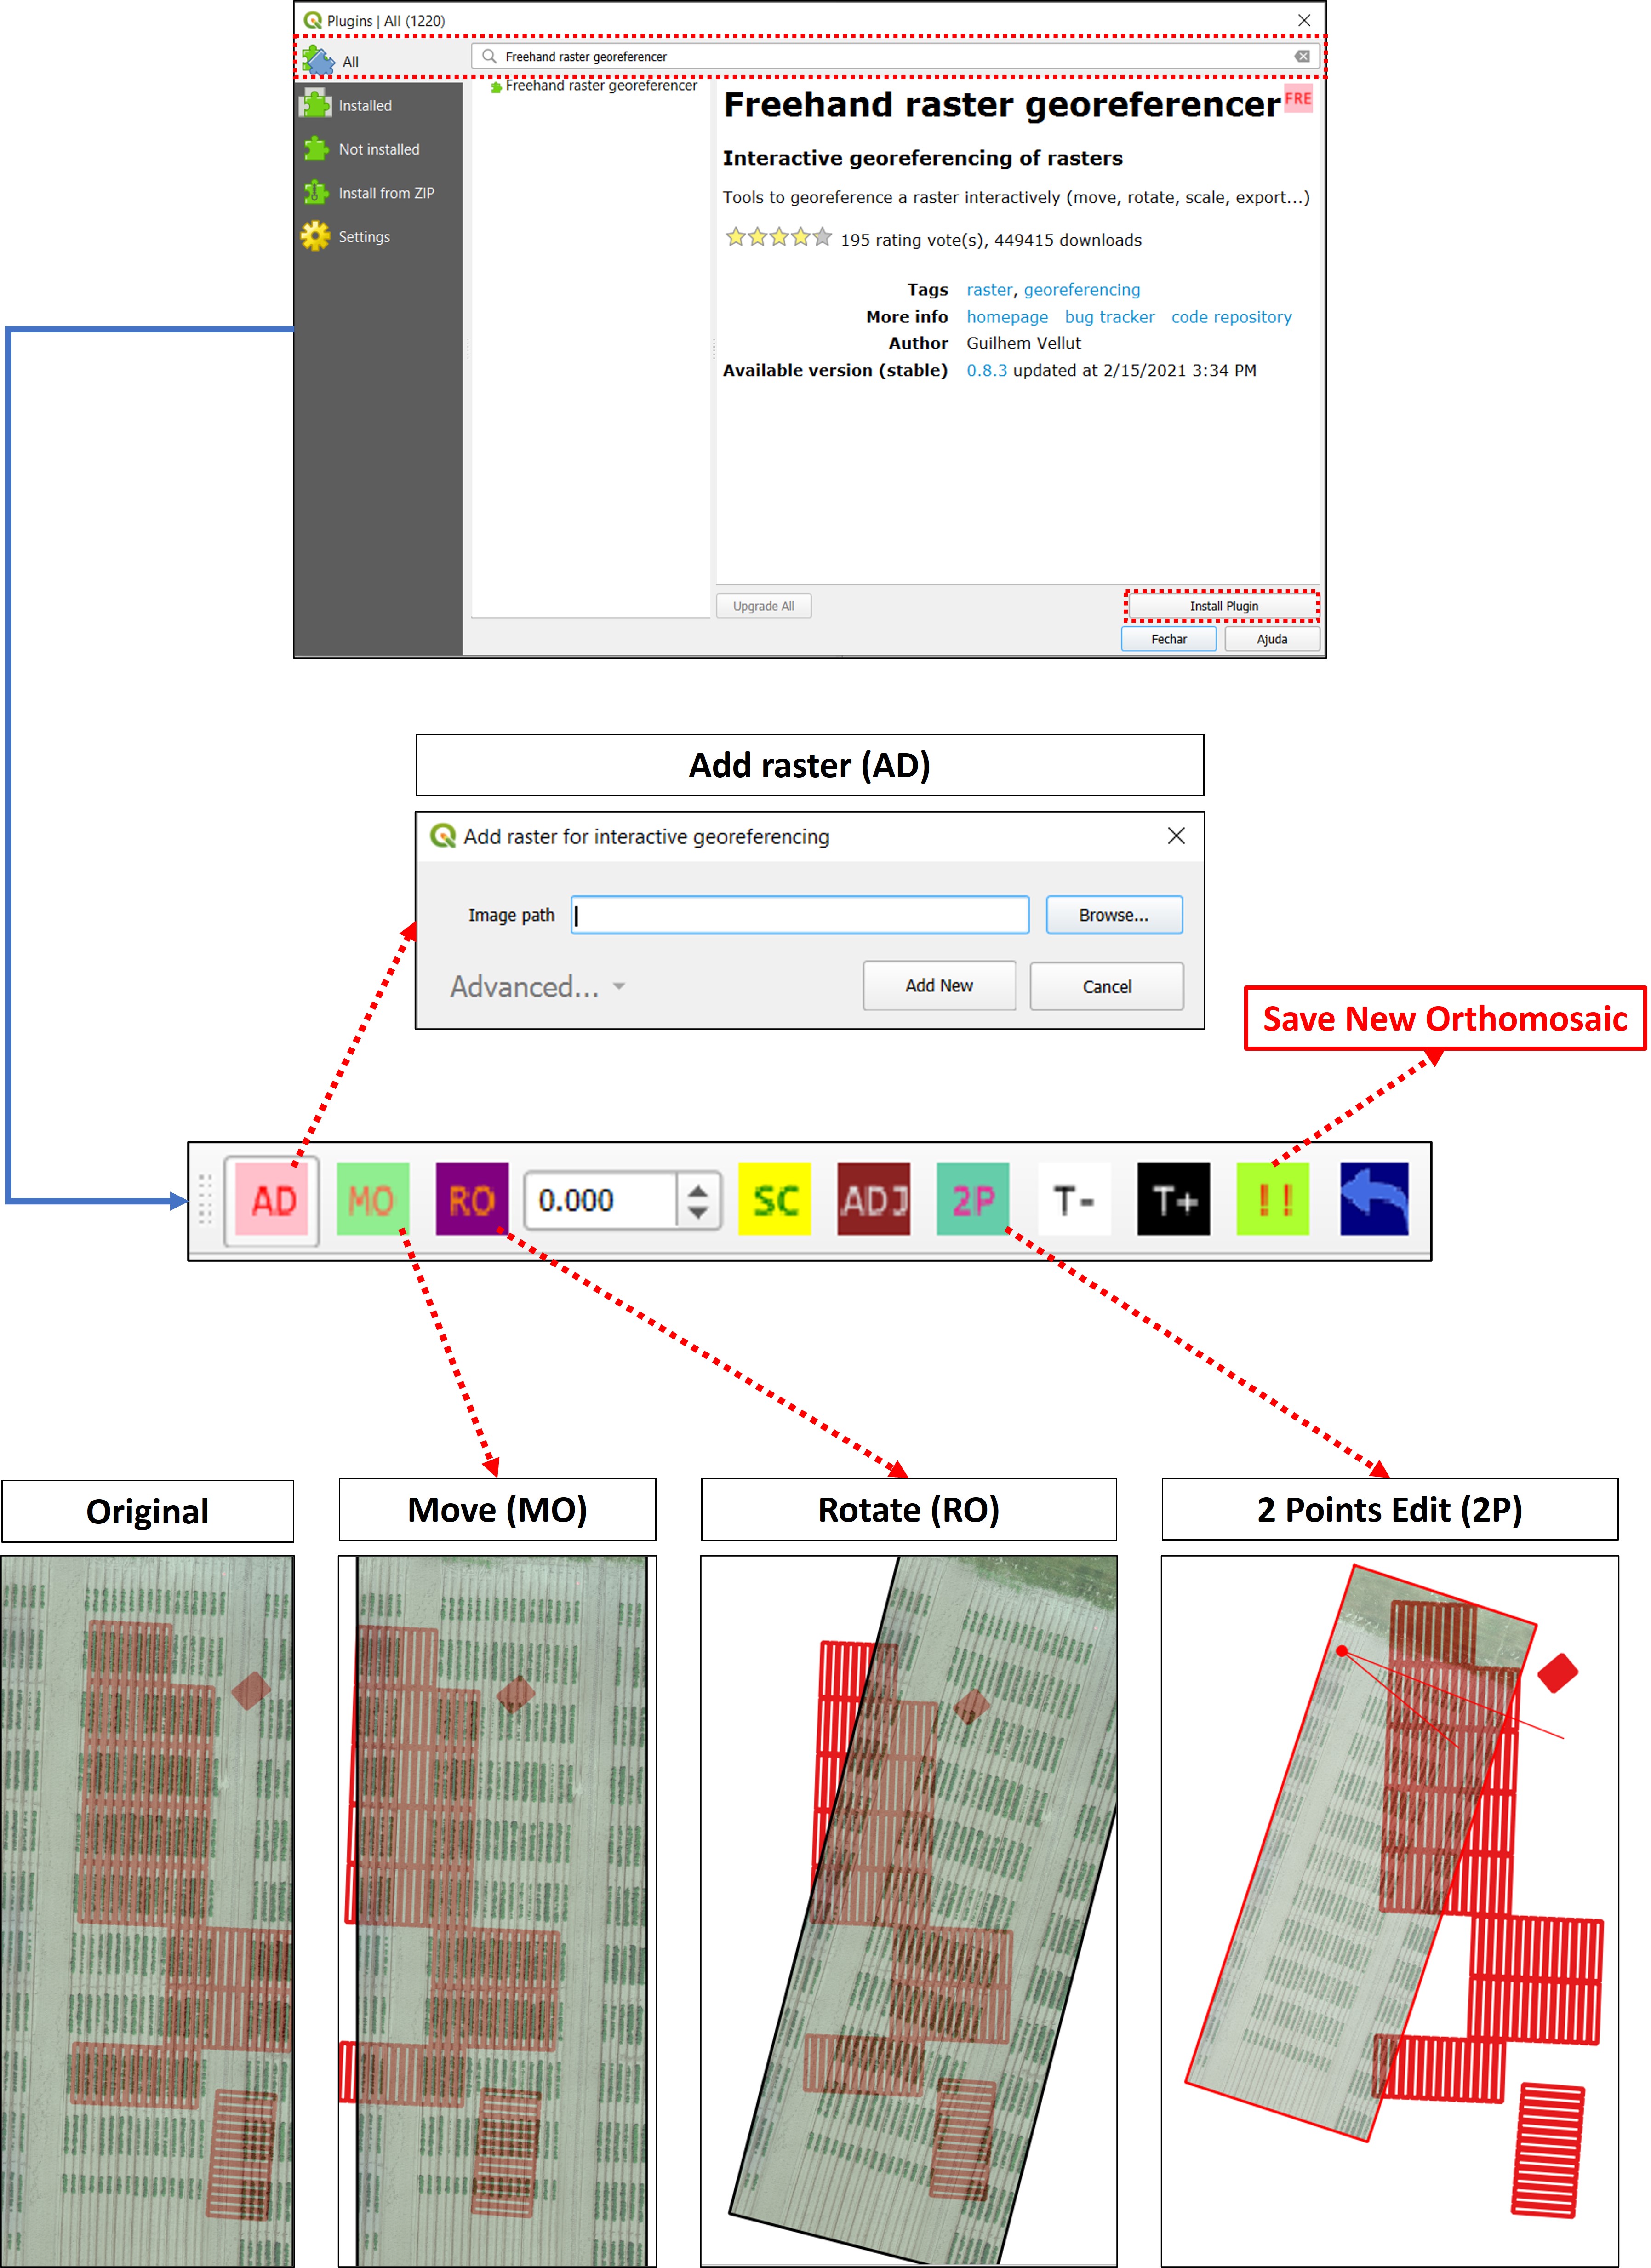 Plugins | All (1220)
All
Freehand raster georeferencer
Installed
Not installed
Install from ZIP
Settings
Freehand raster georeferencer
Freehand raster georeferencer FRE
Interactive georeferencing of rasters
Tools to georeference a raster interactively (move, rotate, scale, export...)
195 rating vote(s), 449415 downloads
Tags raster, georeferencing
More info homepage bug tracker code repository
Author Guilhem Vellut
Available version (stable) 0.8.3 updated at 2/15/2021 3:34 PM
Upgrade All
Install Plugin
Fechar
Ajuda
Add raster (AD)
Add raster for interactive georeferencing
Image path
Browse...
Advanced...
Add New
Cancel
Save New Orthomosaic
AD MO RO 0.000 SC ADJ 2P T- T+ !!
Original
Move (MO)
Rotate (RO)
2 Points Edit (2P)